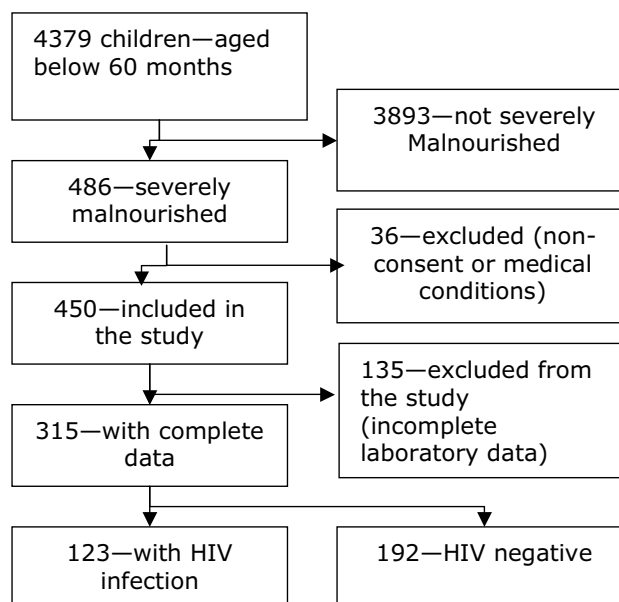 4379 children—aged
below 60 months
3893—not severely
Malnourished
486—severely
malnourished
36—excluded (non-
consent or medical
conditions)
450—included in
the study
135—excluded from
the study
(incomplete
laboratory data)
315—with complete
data
123—with HIV
infection
192—HIV negative